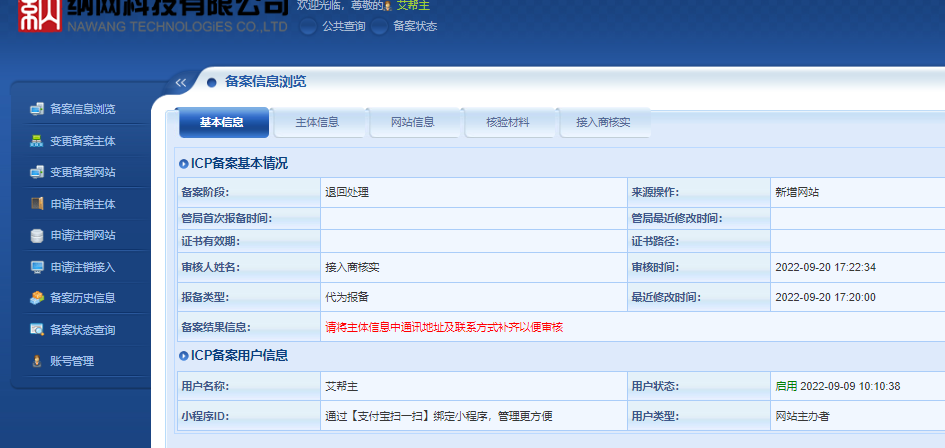 纳网科技有限公司
NAWANG TECHNOLOGIES CO.,LTD
欢迎光临，尊敬的 艾帮主
公共查询 备案状态
« 备案信息浏览
备案信息浏览
变更备案主体
变更备案网站
申请注销主体
申请注销网站
申请注销接入
备案历史信息
备案状态查询
账号管理
基本信息 主体信息 网站信息 核验材料 接入商核实
ICP备案基本情况
备案阶段: 退回处理 来源操作: 新增网站
管局首次报备时间: 管局最近修改时间:
证书有效期: 证书路径:
审核人姓名: 接入商核实 审核时间: 2022-09-20 17:22:34
报备类型: 代为报备 最近修改时间: 2022-09-20 17:20:00
备案结果信息: 请将主体信息中通讯地址及联系方式补齐以便审核
ICP备案用户信息
用户名称: 艾帮主 用户状态: 启用 2022-09-09 10:10:38
小程序ID: 通过【支付宝扫一扫】绑定小程序，管理更方便 用户类型: 网站主办者